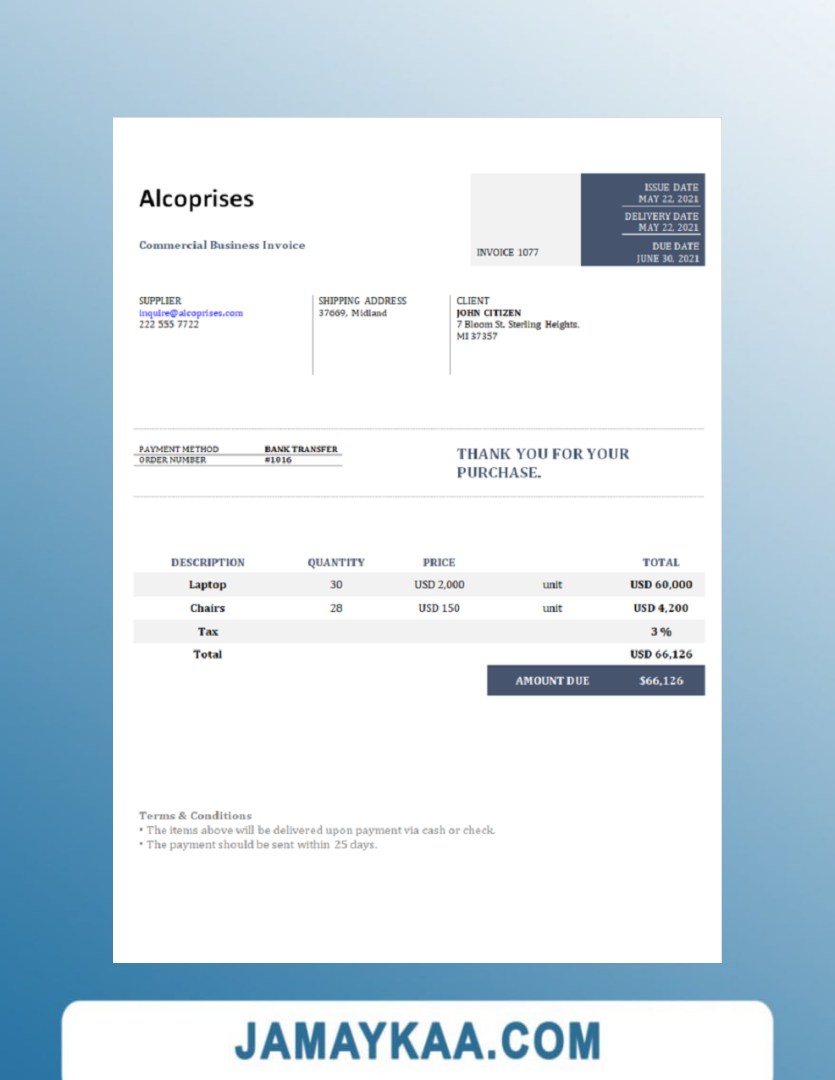 Alcoprises
Commercial Business Invoice
INVOICE 1077
ISSUE DATE
MAY 22, 2021
DELIVERY DATE
MAY 22, 2021
DUE DATE
JUNE 30, 2021
SUPPLIER
inquire@alcoprises.com
222 555 7722
SHIPPING ADDRESS
37669, Midland
CLIENT
JOHN CITIZEN
7 Bloom St. Sterling Heights.
MI 37357
PAYMENT METHOD BANK TRANSFER
ORDER NUMBER #1016
THANK YOU FOR YOUR
PURCHASE.
DESCRIPTION QUANTITY PRICE TOTAL
Laptop 30 USD 2,000 unit USD 60,000
Chairs 28 USD 150 unit USD 4,200
Tax 3 %
Total USD 66,126
AMOUNT DUE $66,126
Terms & Conditions
• The items above will be delivered upon payment via cash or check.
• The payment should be sent within 25 days.
JAMAYKAA.COM